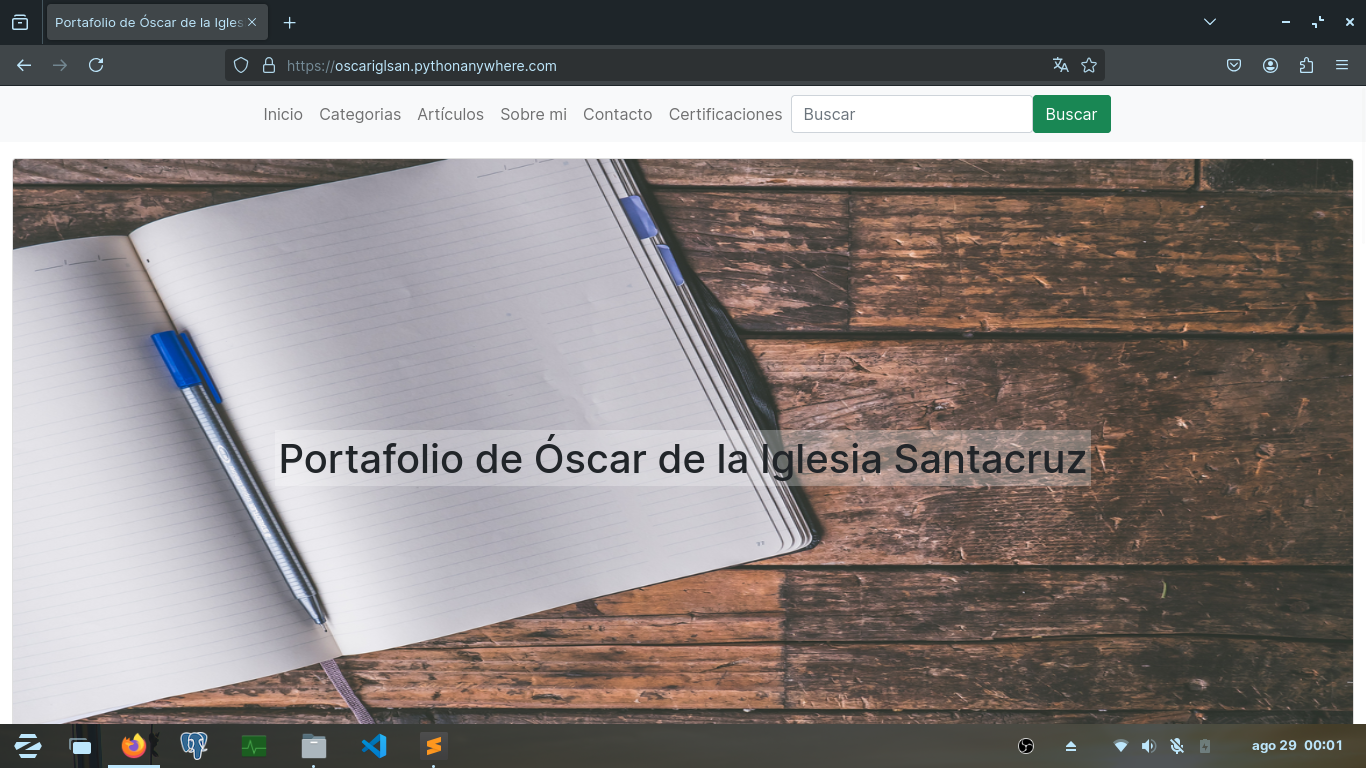 Portafolio de Óscar de la Igles
https://oscariglsan.pythonanywhere.com
Inicio Categorias Artículos Sobre mi Contacto Certificaciones Buscar Buscar
Portafolio de Óscar de la Iglesia Santacruz
ago 29 00:01